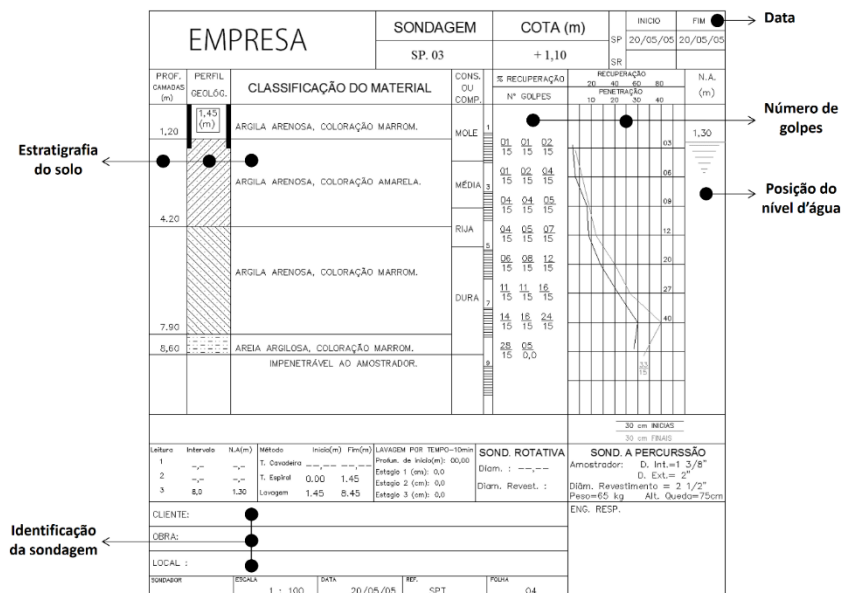 EMPRESA
SONDAGEM
SP. 03
COTA (m)
+1,10
INICIO
FIM
SP 20/05/05 20/05/05
SR
Data
PROF. CAMADAS (m)
PERFIL GEOLÓG.
CLASSIFICAÇÃO DO MATERIAL
CONS. OU COMP.
% RECUPERAÇÃO
Nº GOLPES
RECUPERAÇÃO
20 40 60 80
PENETRAÇÃO
10 20 30 40
N.A. (m)
1,45 (m)
1,20
ARGILA ARENOSA, COLORAÇÃO MARROM.
MOLE
1
Número de golpes
1,30
01 01 02
15 15 15
03
Estratigrafia do solo
ARGILA ARENOSA, COLORAÇÃO AMARELA.
MÉDIA
3
01 02 04
15 15 15
06
Posição do nível d'água
04 04 05
15 15 15
09
4.20
RIJA
04 05 07
15 15 15
12
5
ARGILA ARENOSA, COLORAÇÃO MARROM.
06 08 12
15 15 15
20
DURA
7
11 11 16
15 15 15
27
14 18 24
15 15 15
40
7.90
8,60
AREIA ARGILOSA, COLORAÇÃO MARROM.
28 05
15 0,0
IMPENETRÁVEL AO AMOSTRADOR.
9
30 cm INICIAS
30 cm FINAIS
Leitura Intervalo N.A(m)
1 --,-- --,--
2 --,-- --,--
3 8,0 1.30
Método Inicio(m) Fim(m)
T. Cavadeira --,-- --,--
T. Espiral 0.00 1.45
Lavagem 1.45 8.45
LAVAGEM POR TEMPO-10min
Profun. de inicio(m): 00,00
Estagio 1 (cm): 0,0
Estagio 2 (cm): 0,0
Estagio 3 (cm): 0,0
SOND. ROTATIVA
Diam. : --,--
Diam. Revest. :
SOND. A PERCURSSÃO
Amostrador: D. Int.=1 3/8"
D. Ext.= 2"
Diâm. Revestimento = 2 1/2"
Peso=65 kg Alt. Queda=75cm
Identificação da sondagem
CLIENTE:
OBRA:
LOCAL :
ENG. RESP.
SONDADOR
ESCALA
1 : 100
DATA
20/05/05
REF.
SPT
FOLHA
04